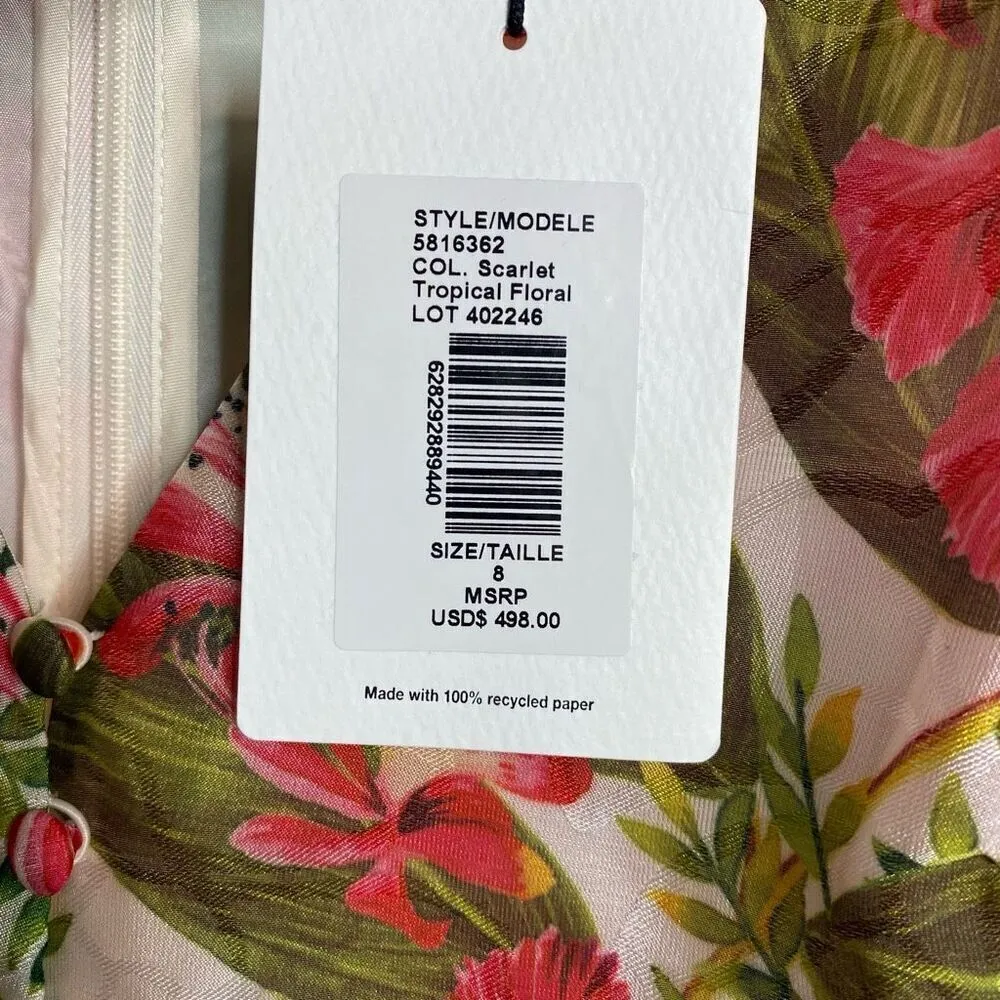 STYLE/MODELE
5816362
COL. Scarlet
Tropical Floral
LOT 402246
628292889440
SIZE/TAILLE
8
MSRP
USD$ 498.00
Made with 100% recycled paper